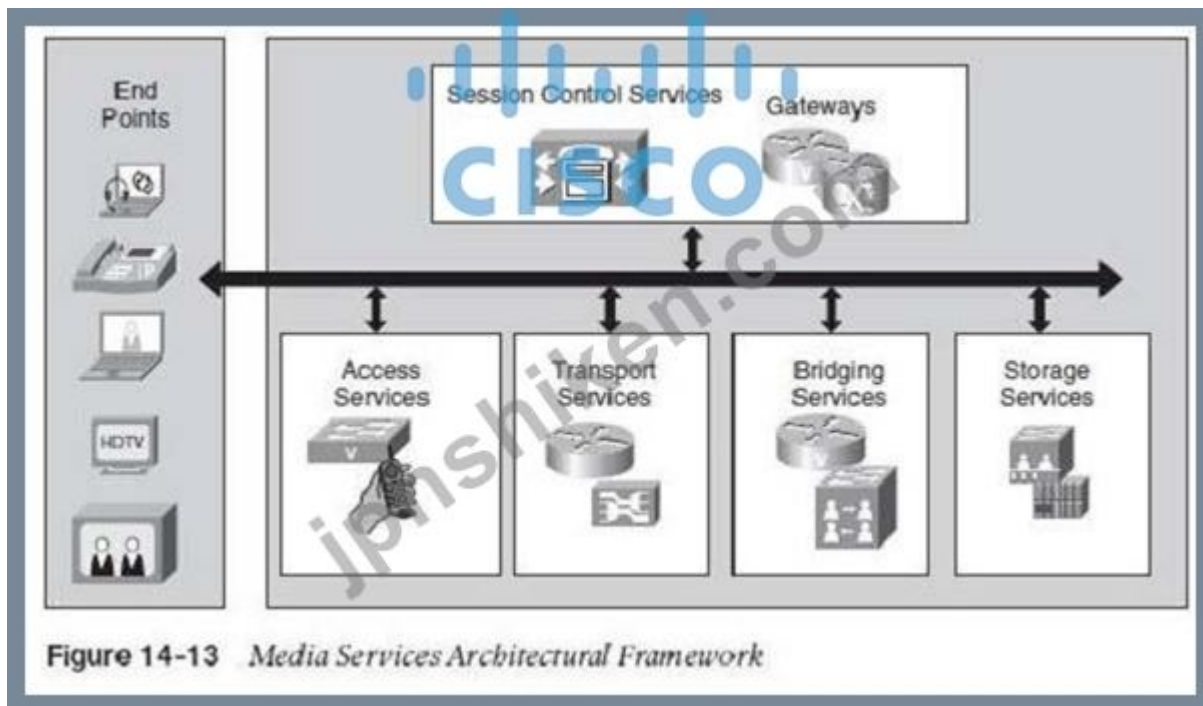 End
Points
IP
HDTV
Session Control Services
Gateways
V
CISCO
Access
Services
V
Transport
Services
Bridging
Services
V
Storage
Services
jpnshiken.com
Figure 14-13 Media Services Architectural Framework